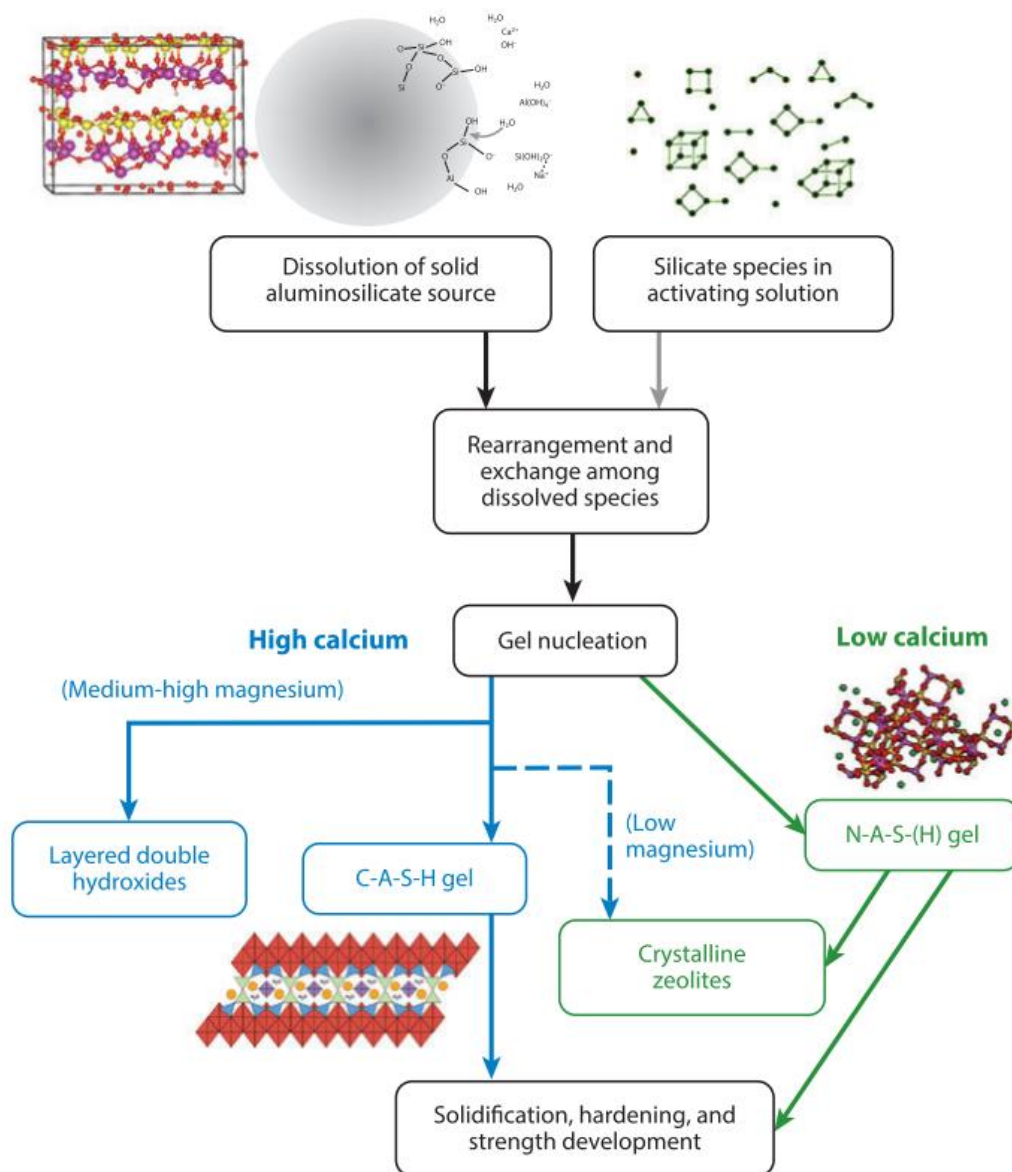 H₂O
H₂O
Ca²⁺
OH⁻
O
Si
OH
O
Si
OH
Si
O⁻
H₂O
Al(OH)₄⁻
OH
H₂O
Si
O
O⁻
Si(OH)₃O⁻
Na⁺
Al
OH
H₂O
Dissolution of solid
aluminosilicate source
Silicate species in
activating solution
Rearrangement and
exchange among
dissolved species
High calcium
Gel nucleation
Low calcium
(Medium-high magnesium)
(Low
magnesium)
Layered double
hydroxides
C-A-S-H gel
N-A-S-(H) gel
Crystalline
zeolites
Solidification, hardening, and
strength development